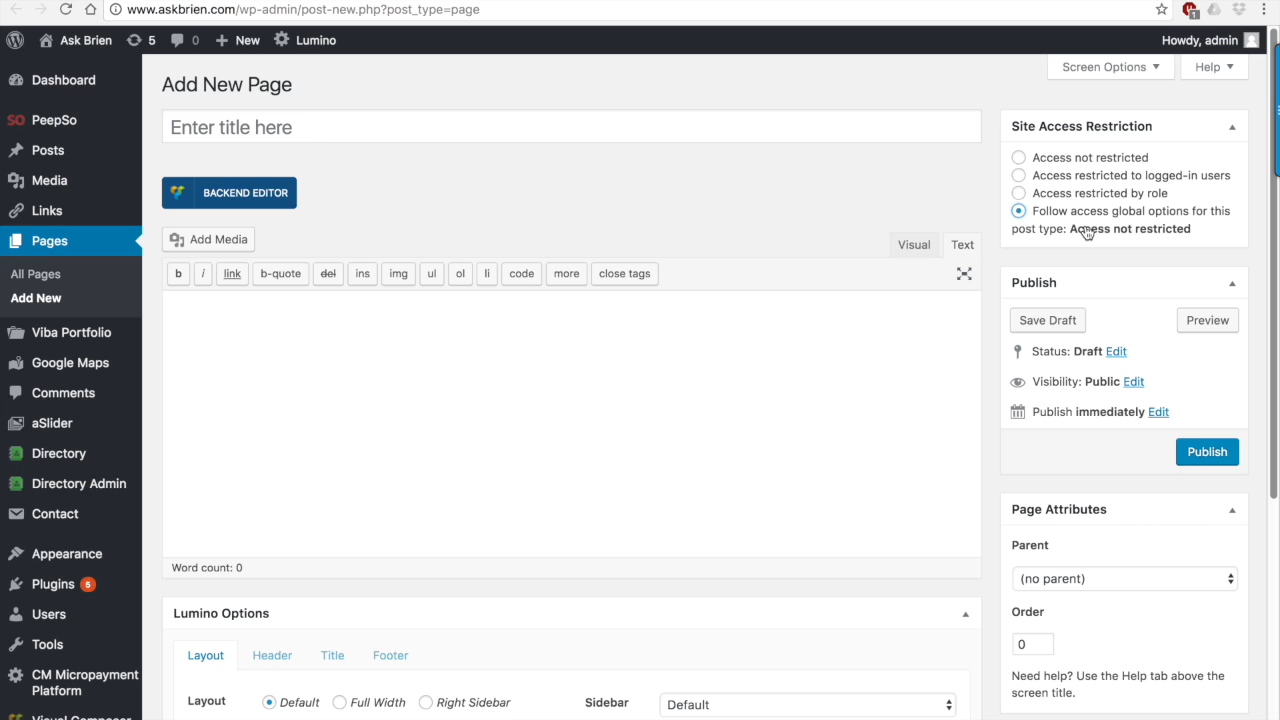 www.askbrien.com/wp-admin/post-new.php?post_type=page
1
Ask Brien
5
0
New
Lumino
Howdy, admin
Dashboard
SO PeepSo
Posts
Media
Links
Pages
All Pages
Add New
Viba Portfolio
Google Maps
Comments
aSlider
Directory
Directory Admin
Contact
Appearance
Plugins 5
Users
Tools
CM Micropayment
Platform
Visual Composer
Add New Page
Screen Options
Help
Enter title here
BACKEND EDITOR
Add Media
Visual
Text
b
i
link
b-quote
del
ins
img
ul
ol
li
code
more
close tags
Word count: 0
Lumino Options
Layout
Header
Title
Footer
Layout
Default
Full Width
Right Sidebar
Sidebar
Default
Site Access Restriction
Access not restricted
Access restricted to logged-in users
Access restricted by role
Follow access global options for this
post type: Access not restricted
Publish
Save Draft
Preview
Status: Draft Edit
Visibility: Public Edit
Publish immediately Edit
Publish
Page Attributes
Parent
(no parent)
Order
0
Need help? Use the Help tab above the
screen title.